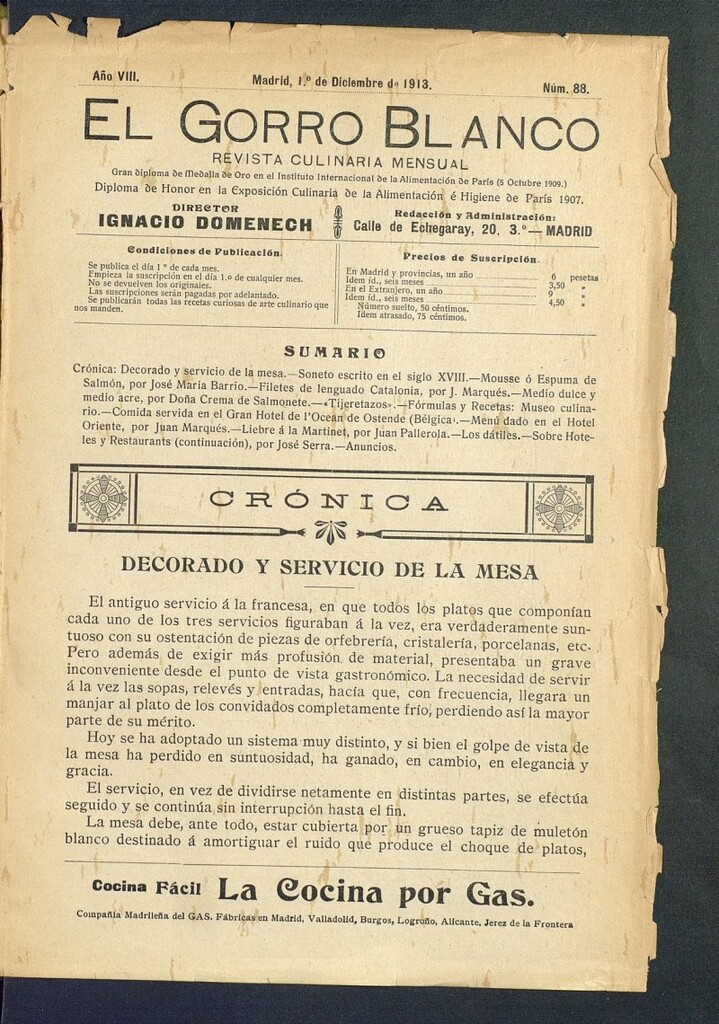 Año VIII.
Madrid, 1.º de Diciembre de 1913.
Núm. 88.
EL GORRO BLANCO
REVISTA CULINARIA MENSUAL
Gran diploma de Medalla de Oro en el Instituto Internacional de la Alimentación de París (5 Octubre 1909.)
Diploma de Honor en la Exposición Culinaria de la Alimentación é Higiene de París 1907.
DIRECTOR
IGNACIO DOMENECH
Redacción y Administración:
Calle de Echegaray, 20, 3.º—MADRID
Condiciones de Publicación.
Se publica el día 1º de cada mes.
Empieza la suscripción en el día 1.º de cualquier mes.
No se devuelven los originales.
Las suscripciones serán pagadas por adelantado.
Se publicarán todas las recetas curiosas de arte culinario que
nos manden.
Precios de Suscripción.
En Madrid y provincias, un año 6 pesetas
Idem íd., seis meses 3,50 »
En el Extranjero, un año 9 »
Idem íd., seis meses 4,50 »
Número suelto, 50 céntimos.
Idem atrasado, 75 céntimos.
SUMARIO
Crónica: Decorado y servicio de la mesa.—Soneto escrito en el siglo XVIII.—Mousse ó Espuma de
Salmón, por José María Barrio.—Filetes de lenguado Catalonia, por J. Marqués.—Medio dulce y
medio acre, por Doña Crema de Salmonete.—«Tijeretazos».—Fórmulas y Recetas: Museo culina-
rio.—Comida servida en el Gran Hotel de l'Ocean de Ostende (Bélgica).—Menú dado en el Hotel
Oriente, por Juan Marqués.—Liebre á la Martinet, por Juan Pallerola.—Los dátiles.—Sobre Hote-
les y Restaurants (continuación), por José Serra.—Anuncios.
CRÓNICA
DECORADO Y SERVICIO DE LA MESA
El antiguo servicio á la francesa, en que todos los platos que componían
cada uno de los tres servicios figuraban á la vez, era verdaderamente sun-
tuoso con su ostentación de piezas de orfebrería, cristalería, porcelanas, etc.
Pero además de exigir más profusión de material, presentaba un grave
inconveniente desde el punto de vista gastronómico. La necesidad de servir
á la vez las sopas, relevés y entradas, hacía que, con frecuencia, llegara un
manjar al plato de los convidados completamente frío, perdiendo así la mayor
parte de su mérito.
Hoy se ha adoptado un sistema muy distinto, y si bien el golpe de vista de
la mesa ha perdido en suntuosidad, ha ganado, en cambio, en elegancia y
gracia.
El servicio, en vez de dividirse netamente en distintas partes, se efectúa
seguido y se continúa sin interrupción hasta el fin.
La mesa debe, ante todo, estar cubierta por un grueso tapiz de muletón
blanco destinado á amortiguar el ruido que produce el choque de platos,
Cocina Fácil La Cocina por Gas.
Compañía Madrileña del GAS. Fábricas en Madrid, Valladolid, Burgos, Logroño, Alicante, Jerez de la Frontera